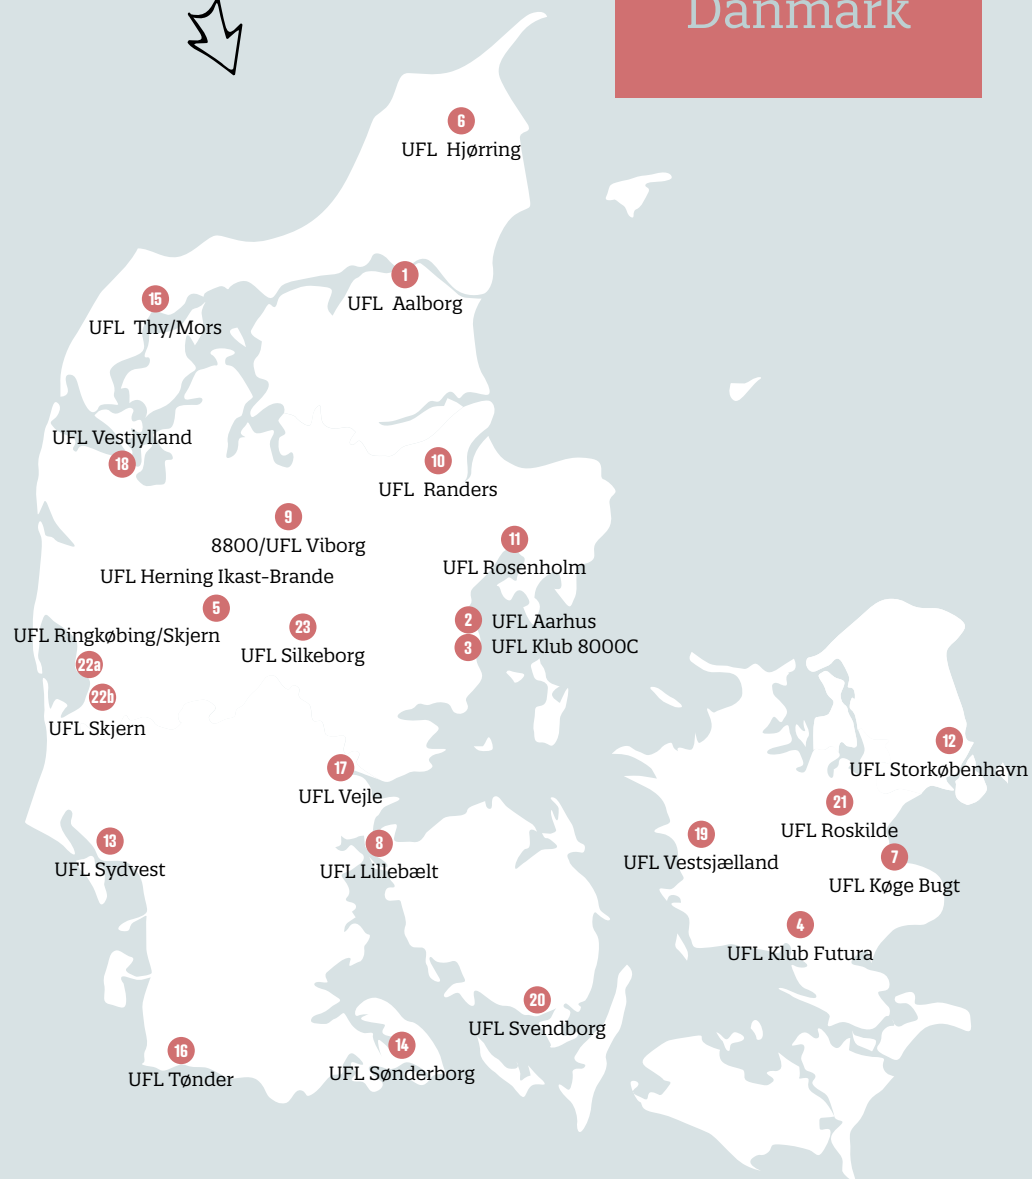 Danmark
6
UFL Hjørring
1
UFL Aalborg
15
UFL Thy/Mors
UFL Vestjylland
18
10
UFL Randers
9
8800/UFL Viborg
11
UFL Rosenholm
UFL Herning Ikast-Brande
5
2 UFL Aarhus
23
UFL Ringkøbing/Skjern
3 UFL Klub 8000C
UFL Silkeborg
22a
22b
UFL Skjern
12
UFL Storkøbenhavn
17
UFL Vejle
21
UFL Roskilde
19
UFL Vestsjælland
13
UFL Sydvest
8
UFL Lillebælt
7
UFL Køge Bugt
4
UFL Klub Futura
20
UFL Svendborg
14
UFL Sønderborg
16
UFL Tønder